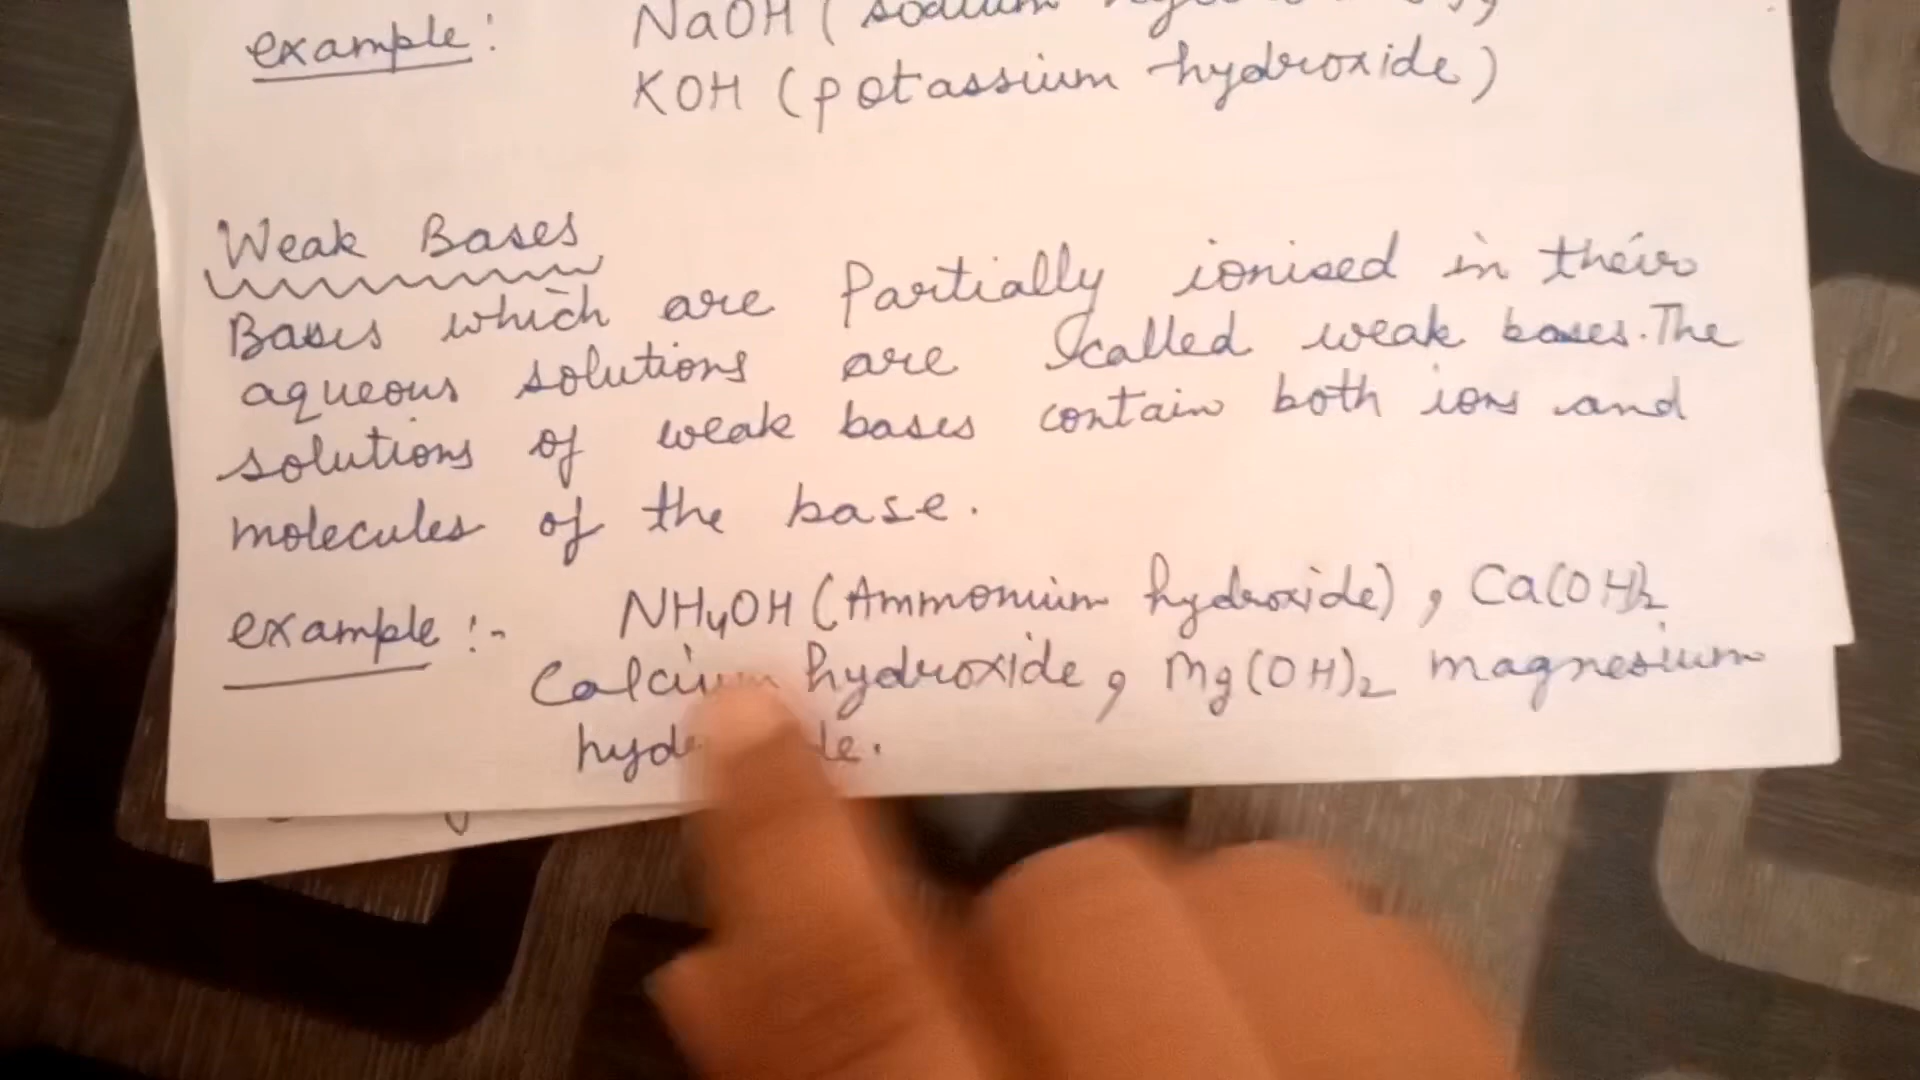 example: NaOH (sodium
KOH (potassium hydroxide)
Weak Bases
Bases which are Partially ionised in their
aqueous solutions are called weak bases. The
solutions of weak bases contain both ions and
molecules of the base.
example :- NH4OH (Ammonium hydroxide), Ca(OH)2
Calcium hydroxide, Mg(OH)2 magnesium